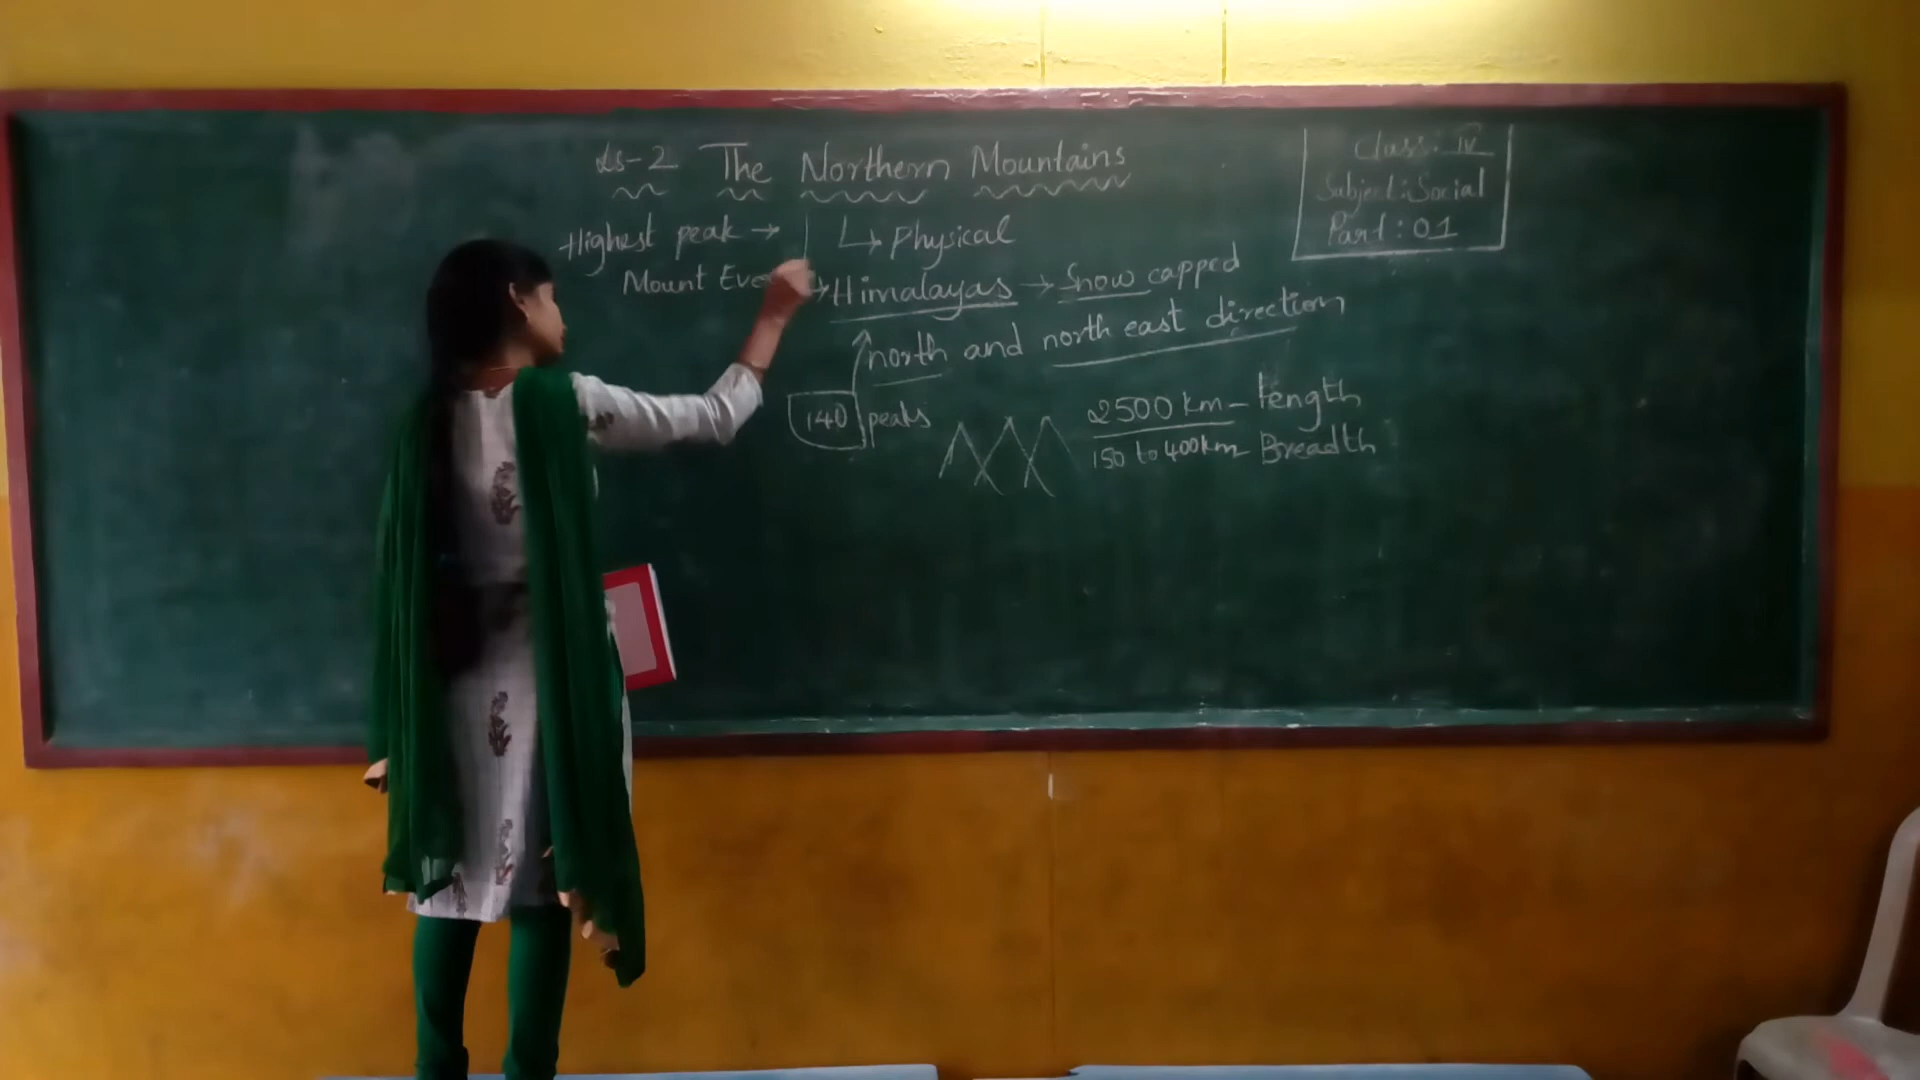 Ls-2 The Northern Mountains
Class: IV
Subject: Social
Part: 01
Highest peak →
Mount Eve
↳ Physical
→ Himalayas → Snow capped
north and north east direction
140 peaks
2500 km - Length
150 to 400km Breadth